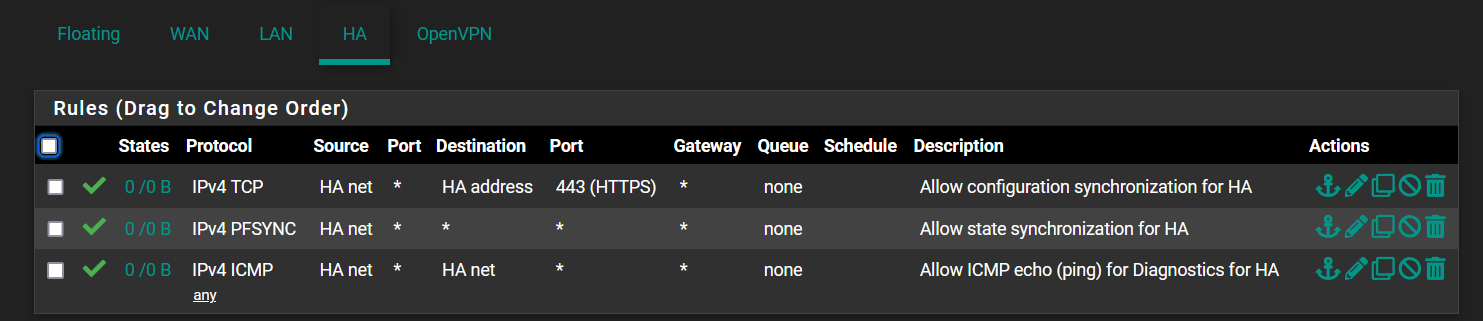 Floating WAN LAN HA OpenVPN
Rules (Drag to Change Order)
States Protocol Source Port Destination Port Gateway Queue Schedule Description Actions
0 /0 B IPv4 TCP HA net * HA address 443 (HTTPS) * none Allow configuration synchronization for HA
0 /0 B IPv4 PFSYNC HA net * * * * none Allow state synchronization for HA
0 /0 B IPv4 ICMP HA net * HA net * * none Allow ICMP echo (ping) for Diagnostics for HA
any